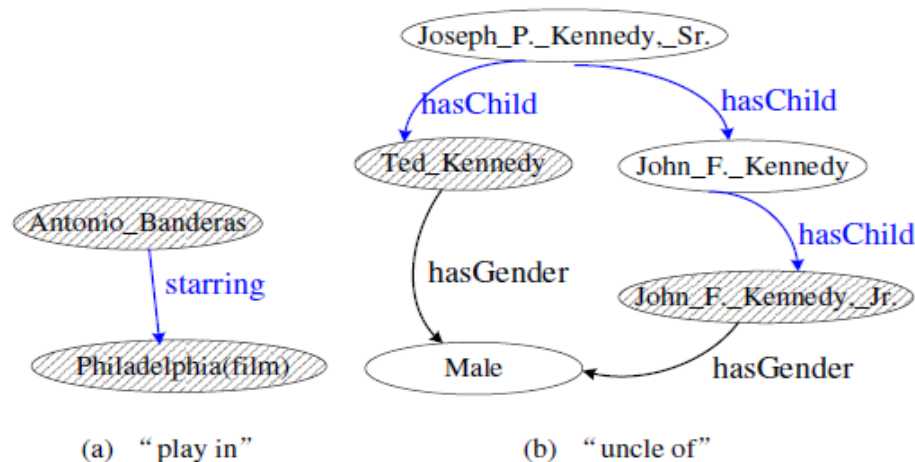 Joseph_P._Kennedy,_Sr.
hasChild
hasChild
Ted_Kennedy
John_F._Kennedy
Antonio_Banderas
hasChild
hasGender
starring
John_F._Kennedy,_Jr.
Philadelphia(film)
Male
hasGender
(a) “play in”
(b) “uncle of”